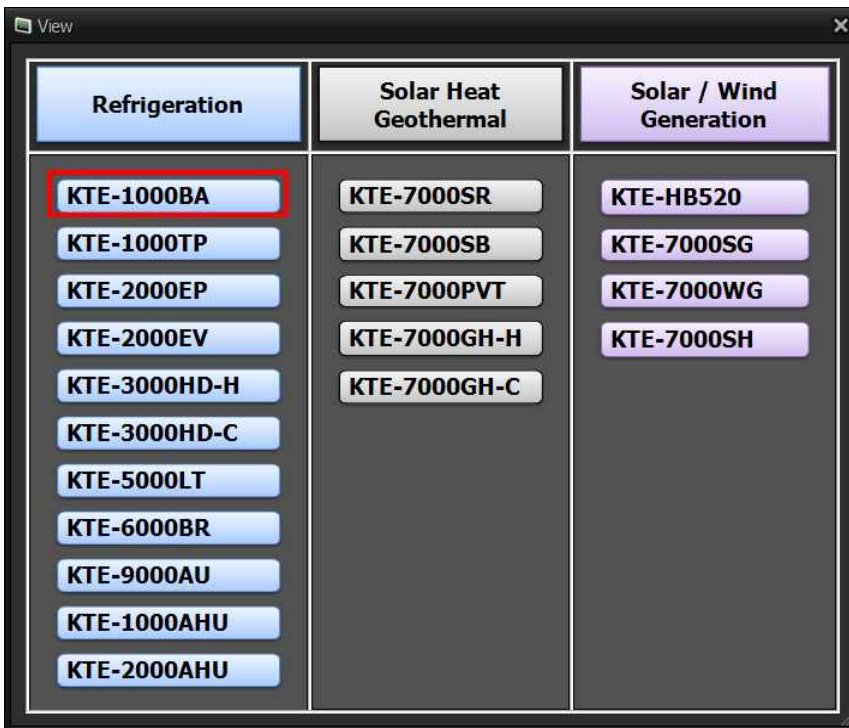 View
Refrigeration
Solar Heat
Geothermal
Solar / Wind
Generation
KTE-1000BA
KTE-1000TP
KTE-2000EP
KTE-2000EV
KTE-3000HD-H
KTE-3000HD-C
KTE-5000LT
KTE-6000BR
KTE-9000AU
KTE-1000AHU
KTE-2000AHU
KTE-7000SR
KTE-7000SB
KTE-7000PVT
KTE-7000GH-H
KTE-7000GH-C
KTE-HB520
KTE-7000SG
KTE-7000WG
KTE-7000SH